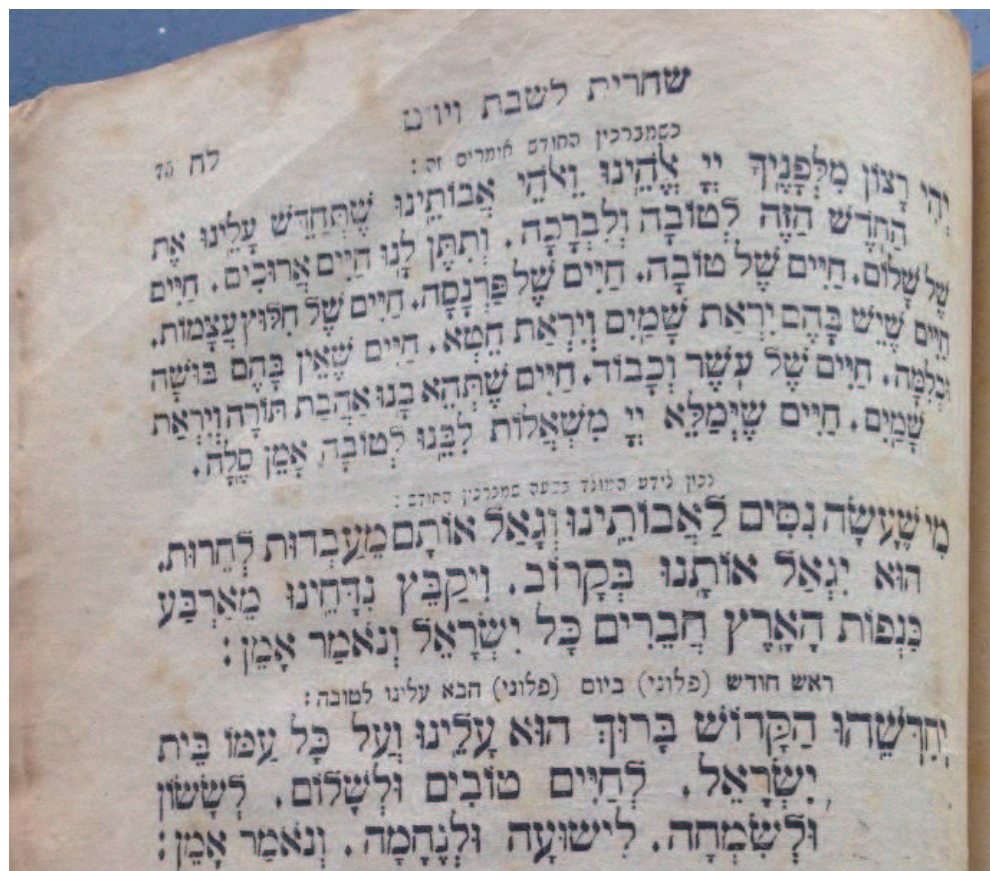 שחרית לשבת ויו״ט
לח
כשמברכין החודש אומרים זה :
יְהִי רָצוֹן מִלְּפָנֶיךָ יְיָ אֱלֹהֵינוּ וֵאלֹהֵי אֲבוֹתֵינוּ שֶׁתְּחַדֵּשׁ עָלֵינוּ אֶת
הַחֹדֶשׁ הַזֶּה לְטוֹבָה וְלִבְרָכָה. וְתִתֶּן לָנוּ חַיִּים אֲרוּכִים. חַיִּים
שֶׁל שָׁלוֹם. חַיִּים שֶׁל טוֹבָה. חַיִּים שֶׁל פַּרְנָסָה. חַיִּים שֶׁל חִלּוּץ עֲצָמוֹת.
חַיִּים שֶׁיֵּשׁ בָּהֶם יִרְאַת שָׁמַיִם וְיִרְאַת חֵטְא. חַיִּים שֶׁאֵין בָּהֶם בּוּשָׁה
וּכְלִמָּה. חַיִּים שֶׁל עֹשֶׁר וְכָבוֹד. חַיִּים שֶׁתְּהֵא בָנוּ אַהֲבַת תּוֹרָה וְיִרְאַת
שָׁמַיִם. חַיִּים שֶׁיְּמַלֵּא יְיָ מִשְׁאֲלוֹת לִבֵּנוּ לְטוֹבָה אָמֵן סֶלָה.
נכון לידע המולד בשעה שמברכין החודש :
מִי שֶׁעָשָׂה נִסִּים לַאֲבוֹתֵינוּ וְגָאַל אוֹתָם מֵעַבְדוּת לְחֵרוּת.
הוּא יִגְאַל אוֹתָנוּ בְּקָרוֹב. וִיקַבֵּץ נִדָּחֵינוּ מֵאַרְבַּע
כַּנְפוֹת הָאָרֶץ חֲבֵרִים כָּל יִשְׂרָאֵל וְנֹאמַר אָמֵן :
ראש חודש (פלוני) ביום (פלוני) הבא עלינו לטובה :
יְחַדְּשֵׁהוּ הַקָּדוֹשׁ בָּרוּךְ הוּא עָלֵינוּ וְעַל כָּל עַמּוֹ בֵּית
יִשְׂרָאֵל. לְחַיִּים טוֹבִים וּלְשָׁלוֹם. לְשָׂשׂוֹן
וּלְשִׂמְחָה. לִישׁוּעָה וּלְנֶחָמָה. וְנֹאמַר אָמֵן :